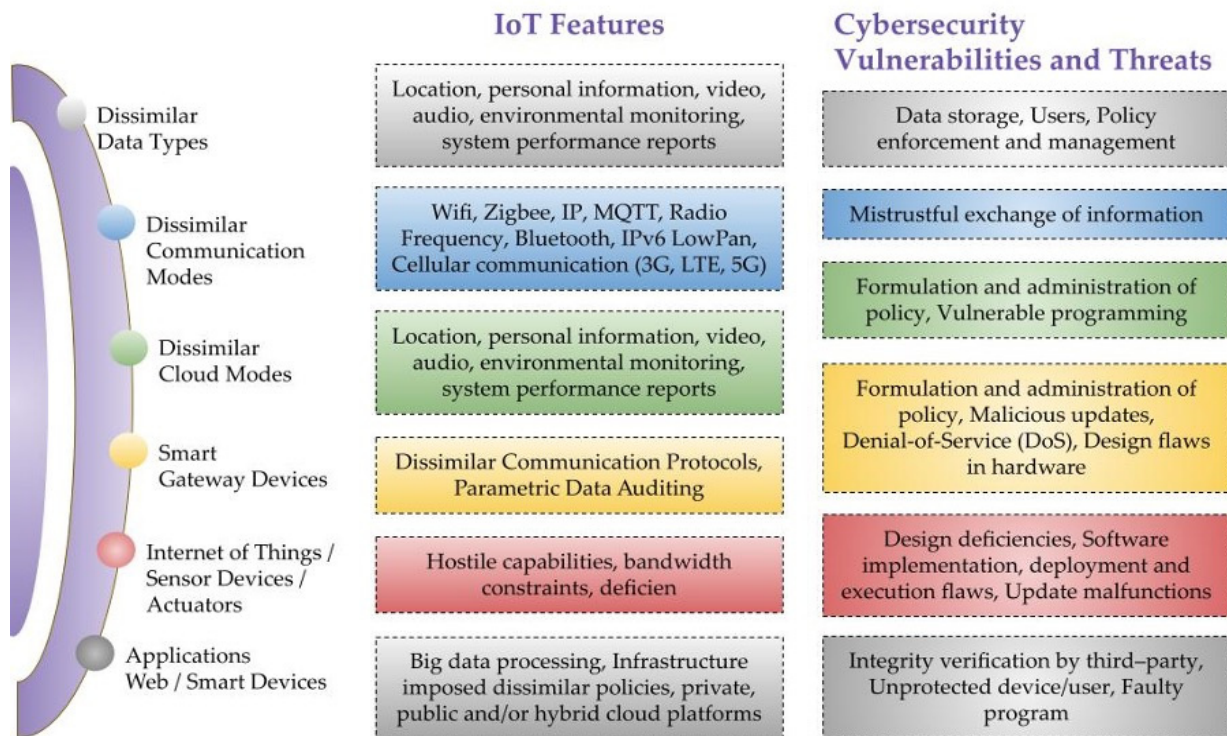 IoT Features
Cybersecurity
Vulnerabilities and Threats
Dissimilar
Data Types
Location, personal information, video,
audio, environmental monitoring,
system performance reports
Data storage, Users, Policy
enforcement and management
Dissimilar
Communication
Modes
Wifi, Zigbee, IP, MQTT, Radio
Frequency, Bluetooth, IPv6 LowPan,
Cellular communication (3G, LTE, 5G)
Mistrustful exchange of information
Dissimilar
Cloud Modes
Location, personal information, video,
audio, environmental monitoring,
system performance reports
Formulation and administration of
policy, Vulnerable programming
Smart
Gateway Devices
Dissimilar Communication Protocols,
Parametric Data Auditing
Formulation and administration of
policy, Malicious updates,
Denial-of-Service (DoS), Design flaws
in hardware
Internet of Things /
Sensor Devices /
Actuators
Hostile capabilities, bandwidth
constraints, deficien
Design deficiencies, Software
implementation, deployment and
execution flaws, Update malfunctions
Applications
Web / Smart Devices
Big data processing, Infrastructure
imposed dissimilar policies, private,
public and/or hybrid cloud platforms
Integrity verification by third–party,
Unprotected device/user, Faulty
program